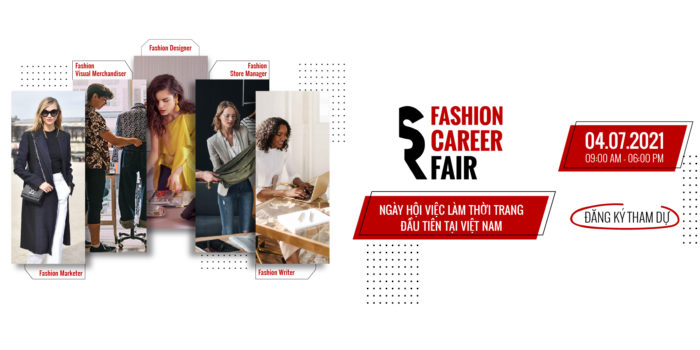 Fashion Designer
Fashion
Visual Merchandiser
Fashion
Store Manager
Fashion Marketer
Fashion Writer
SR
FASHION
CAREER
FAIR
04.07.2021
09:00 AM - 06:00 PM
NGÀY HỘI VIỆC LÀM THỜI TRANG
ĐẦU TIÊN TẠI VIỆT NAM
ĐĂNG KÝ THAM DỰ